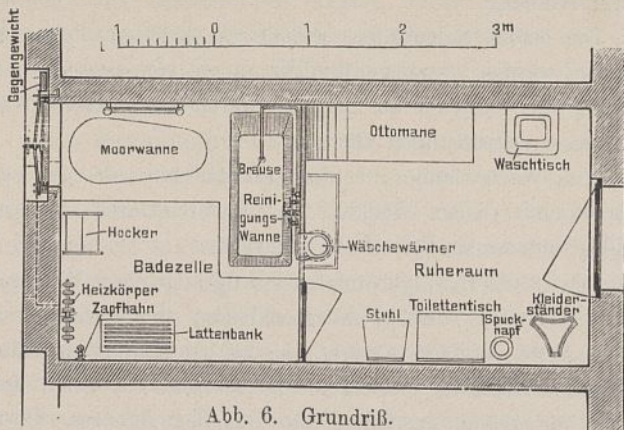 1 0 1 2 3m
Gegengewicht
Moorwanne
Brause
Reini-
gungs-
Wanne
Ottomane
Waschtisch
Hocker
Badezelle
Wäschewärmer
Ruheraum
Heizkörper
Zapfhahn
Lattenbank
Stuhl
Toilettentisch
Spuck-
napf
Kleider-
ständer
Abb. 6. Grundriß.